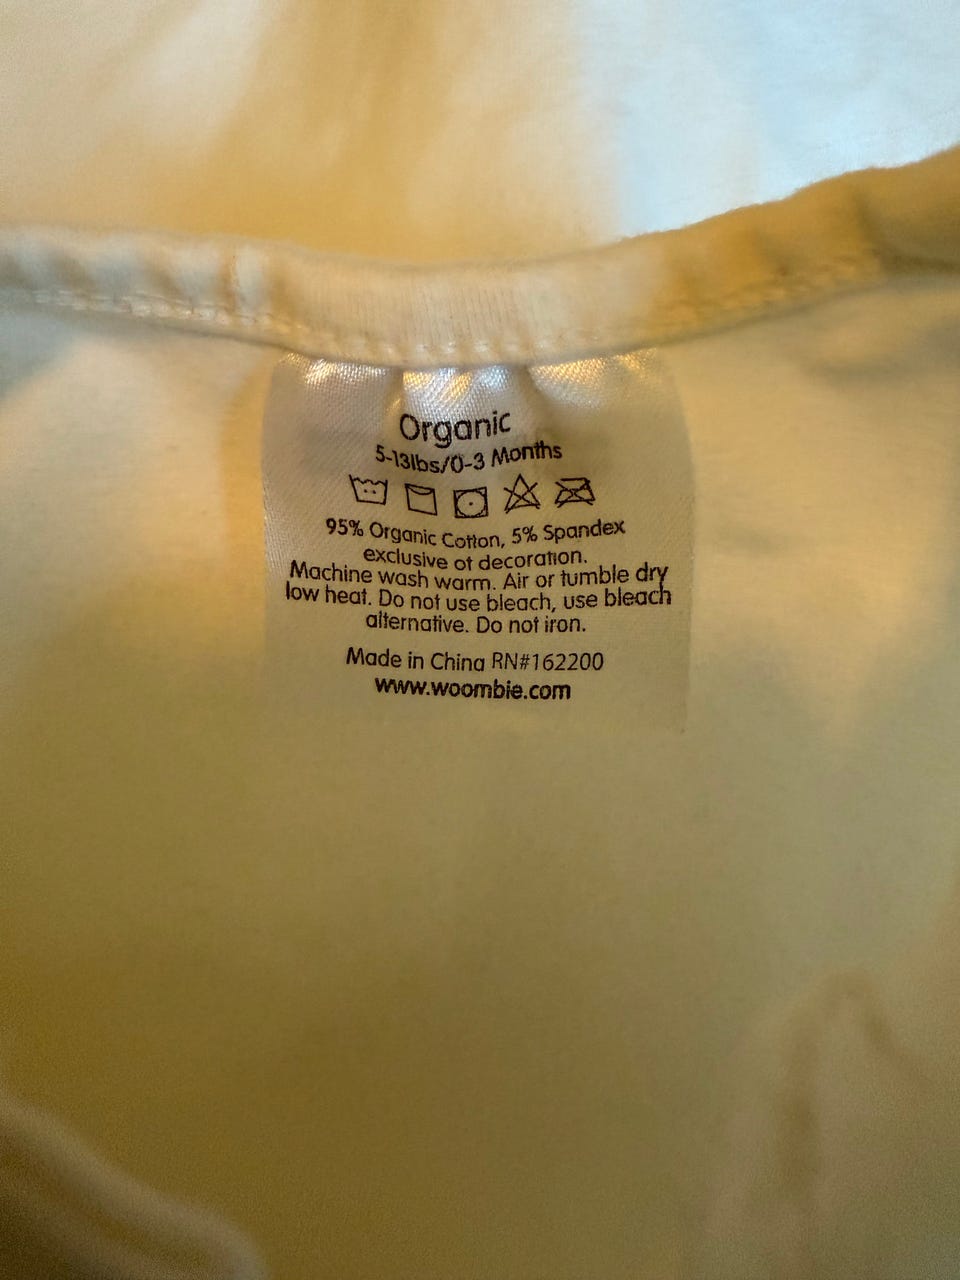 Organic
5-13lbs/0-3 Months
95% Organic Cotton, 5% Spandex
exclusive of decoration.
Machine wash warm. Air or tumble dry
low heat. Do not use bleach, use bleach
alternative. Do not iron.
Made in China RN#162200
www.woombie.com